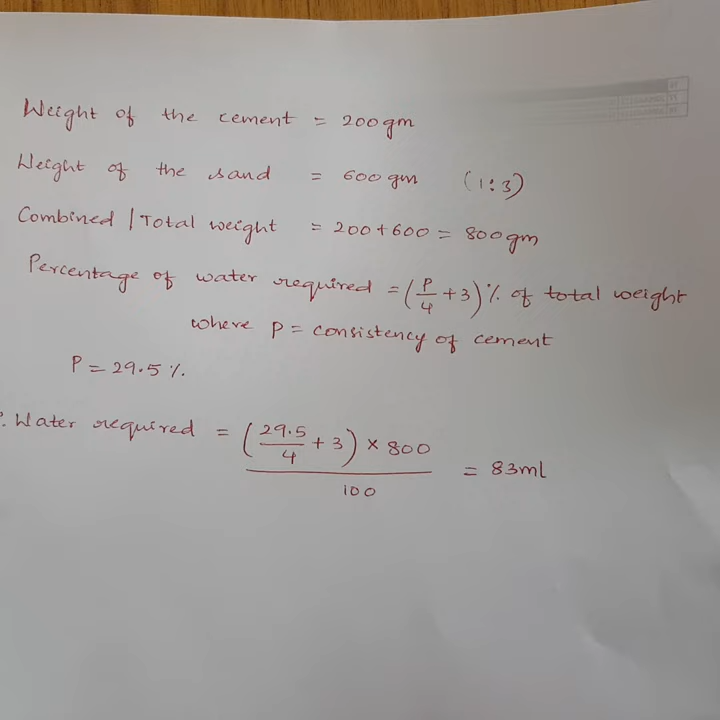 Weight of the cement = 200gm
Weight of the sand = 600gm (1:3)
Combined / Total weight = 200+600 = 800gm
Percentage of water required = (P/4 + 3) % of total weight
where P = consistency of cement
P = 29.5 %.
Water required = (29.5/4 + 3) × 800 / 100 = 83ml